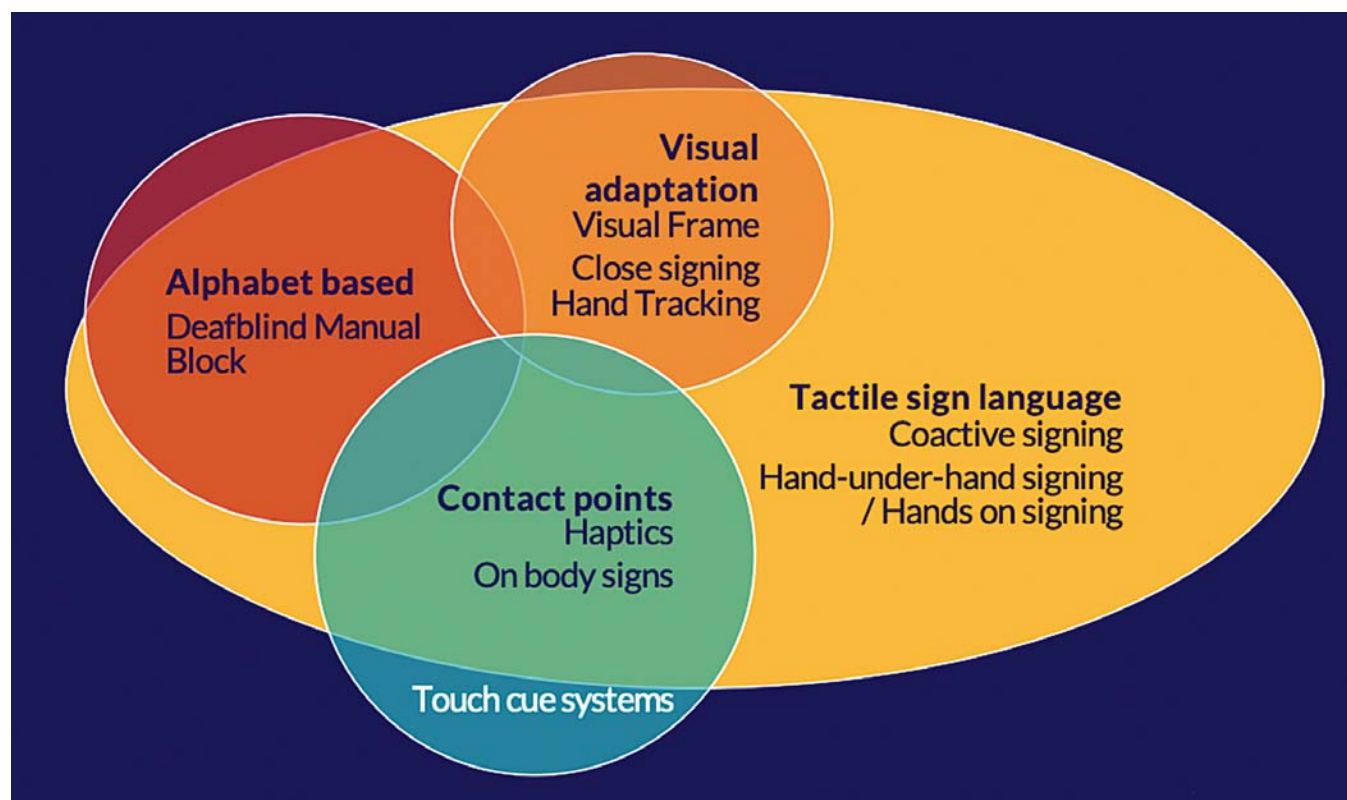 Visual
adaptation
Visual Frame
Close signing
Hand Tracking
Alphabet based
Deafblind Manual
Block
Tactile sign language
Coactive signing
Hand-under-hand signing
/ Hands on signing
Contact points
Haptics
On body signs
Touch cue systems